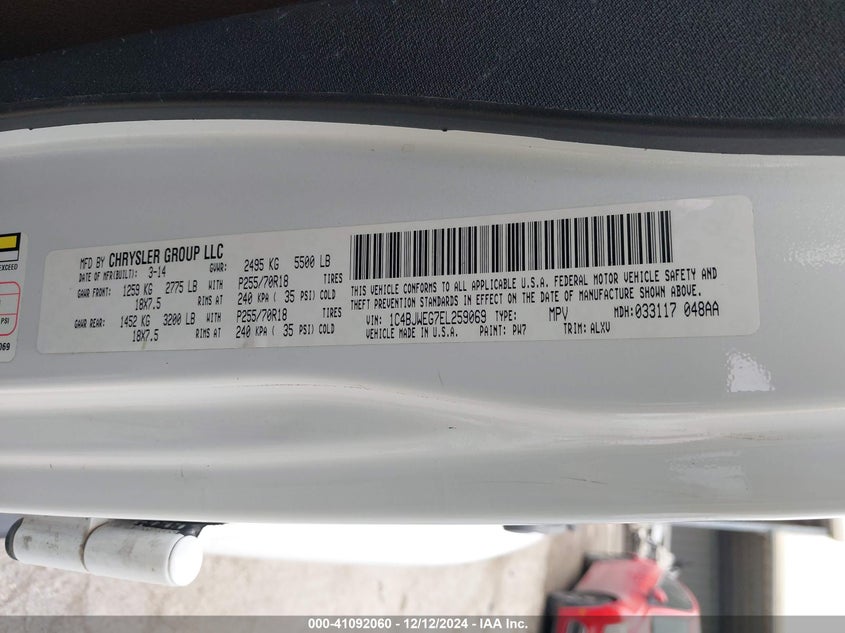 MFD BY CHRYSLER GROUP LLC
DATE OF MFR(BUILT): 3-14 GVWR: 2495 KG 5500 LB
GAWR FRONT: 1259 KG 2775 LB WITH P255/70R18 TIRES
18X7.5 RIMS AT 240 KPA ( 35 PSI) COLD
GAWR REAR: 1452 KG 3200 LB WITH P255/70R18 TIRES
18X7.5 RIMS AT 240 KPA ( 35 PSI) COLD
THIS VEHICLE CONFORMS TO ALL APPLICABLE U.S.A. FEDERAL MOTOR VEHICLE SAFETY AND
THEFT PREVENTION STANDARDS IN EFFECT ON THE DATE OF MANUFACTURE SHOWN ABOVE.
VIN: 1C4BJWEG7EL259069 TYPE: MPV MDH:033117 048AA
VEHICLE MADE IN U.S.A. PAINT: PW7 TRIM: ALXV
EXCEED
PSI
069
000-41092060 - 12/12/2024 - IAA Inc.